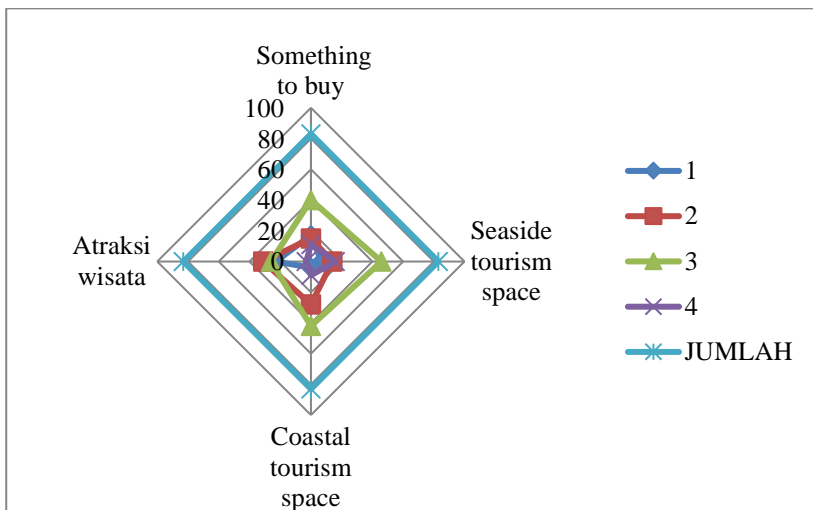 Something
to buy
100
80
60
40
20
0
Atraksi
wisata
Seaside
tourism
space
Coastal
tourism
space
1
2
3
4
JUMLAH